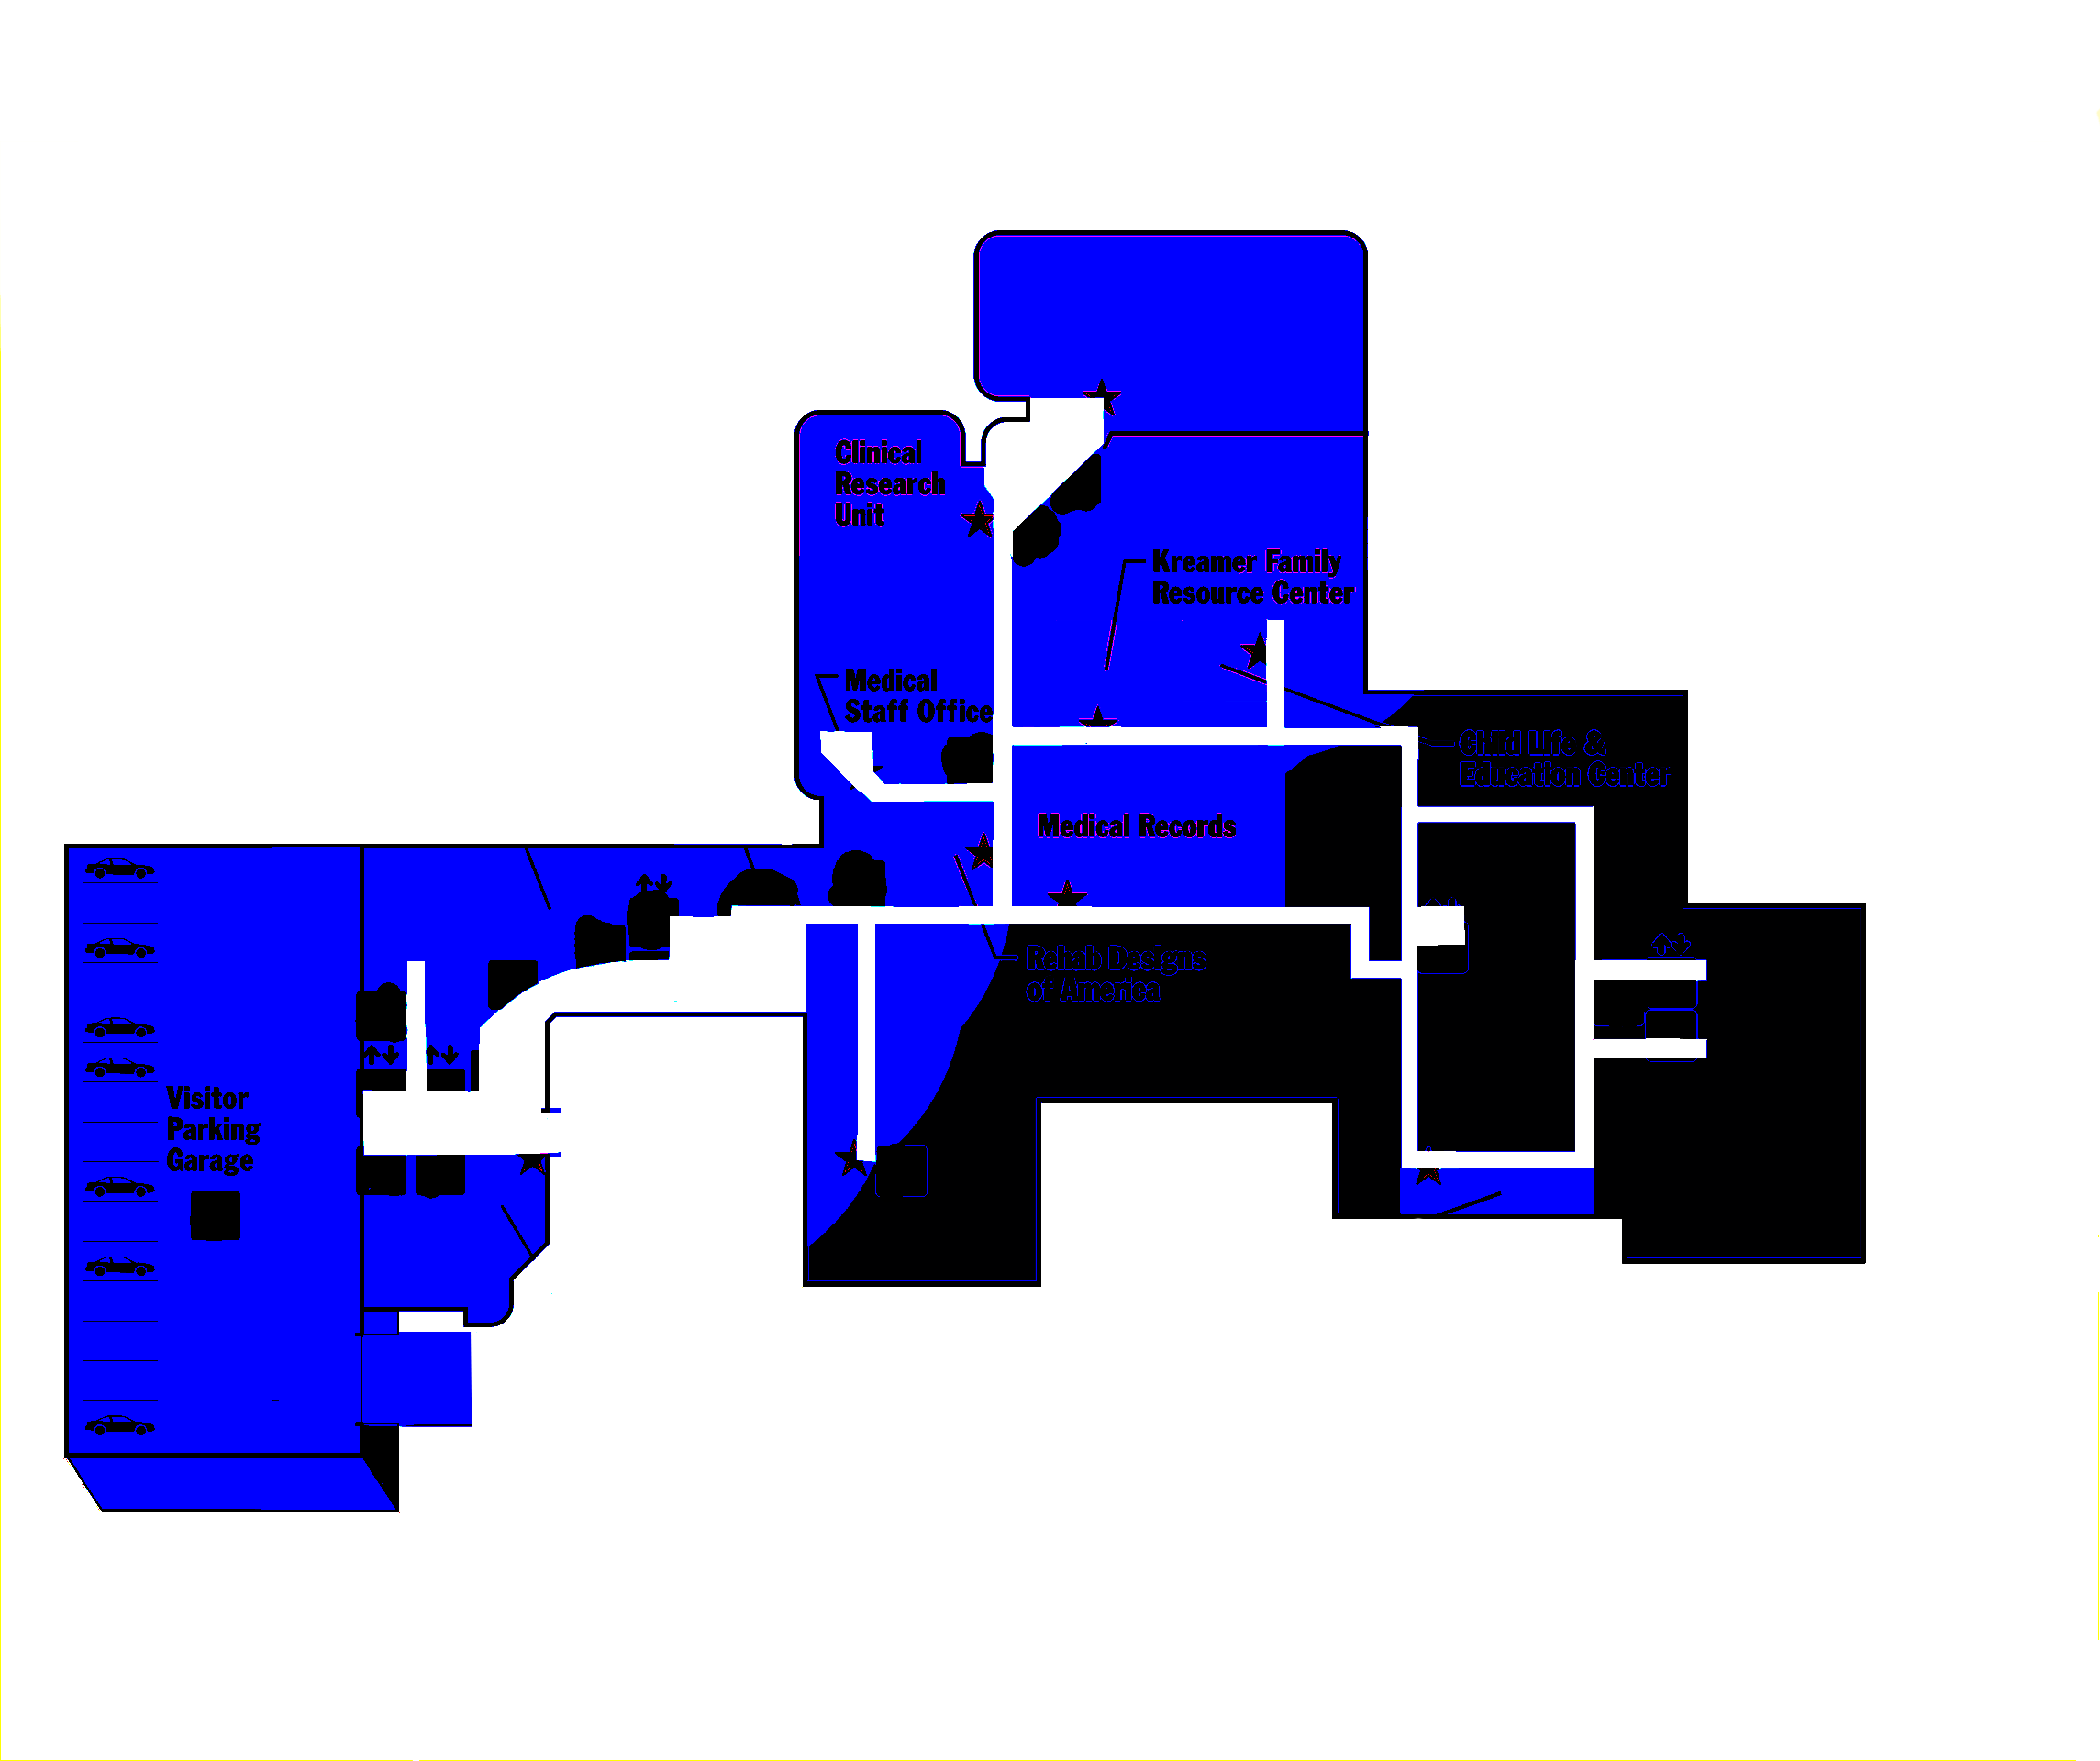 Clinical
Research
Unit
Kreamer Family
Resource Center
Medical
Staff Office
Child Life &
Education Center
Medical Records
Rehab Designs
of America
Visitor
Parking
Garage